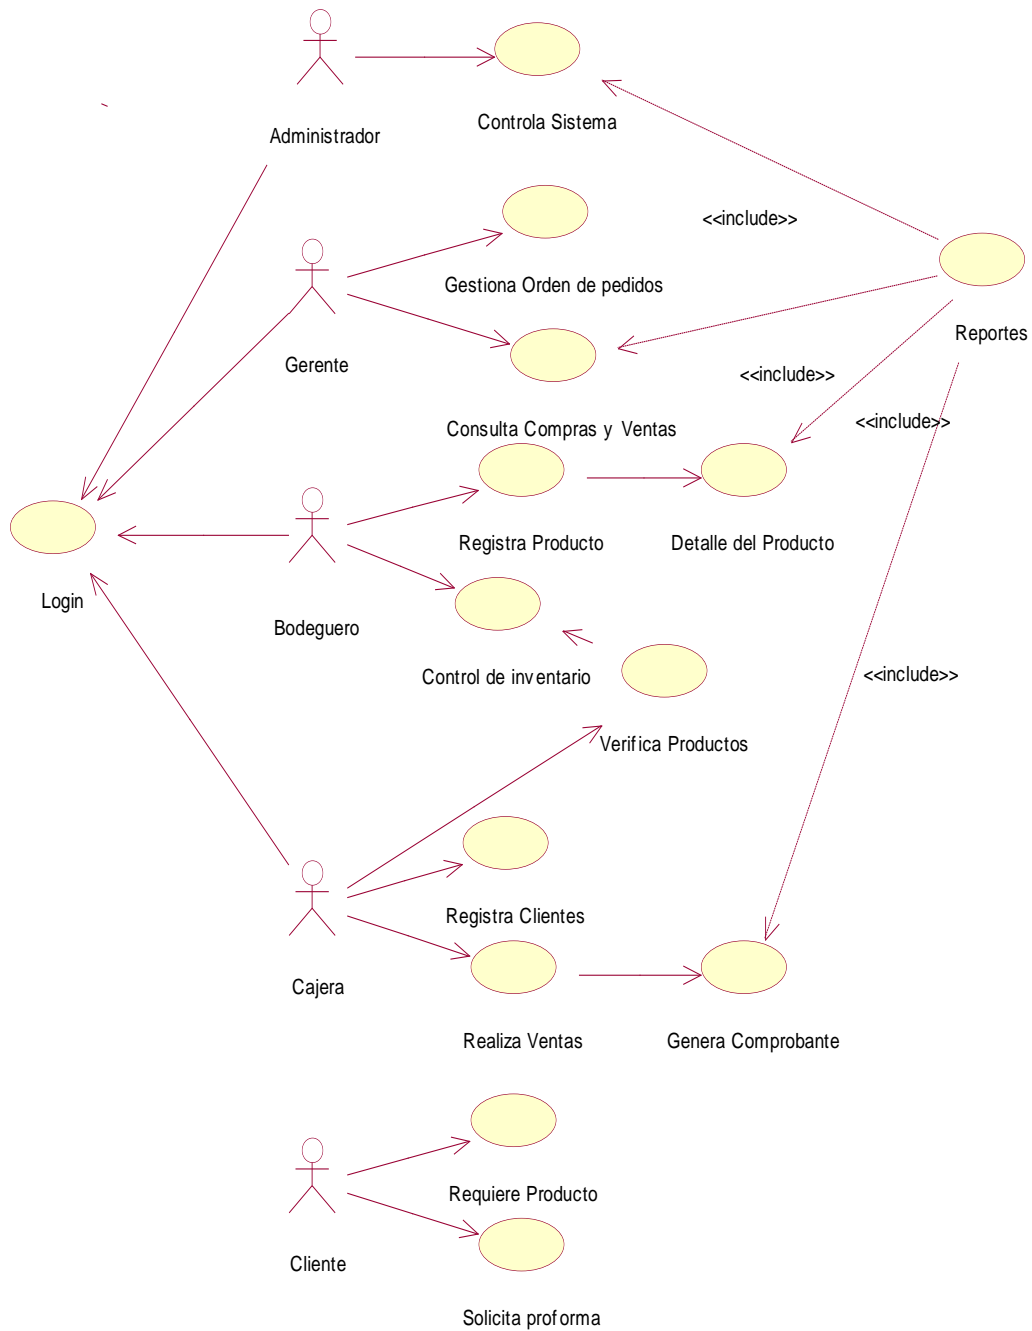 Controla Sistema
Administrador
<<include>>
Gestiona Orden de pedidos
Reportes
Gerente
<<include>>
<<include>>
Consulta Compras y Ventas
Registra Producto
Detalle del Producto
Login
Bodeguero
Control de inventario
<<include>>
Verifica Productos
Registra Clientes
Cajera
Realiza Ventas
Genera Comprobante
Requiere Producto
Cliente
Solicita proforma